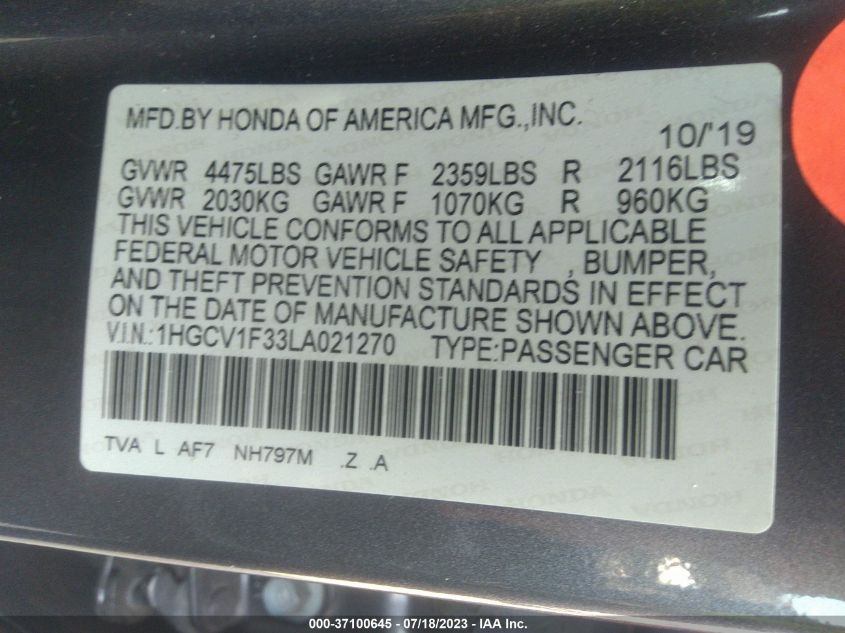 MFD.BY HONDA OF AMERICA MFG.,INC.
10/'19
GVWR 4475LBS GAWR F 2359LBS R 2116LBS
GVWR 2030KG GAWR F 1070KG R 960KG
THIS VEHICLE CONFORMS TO ALL APPLICABLE
FEDERAL MOTOR VEHICLE SAFETY , BUMPER,
AND THEFT PREVENTION STANDARDS IN EFFECT
ON THE DATE OF MANUFACTURE SHOWN ABOVE.
V.I.N.:1HGCV1F33LA021270 TYPE:PASSENGER CAR
TVA L AF7 NH797M .Z .A
000-37100645 / 07/18/2023 - IAA Inc.